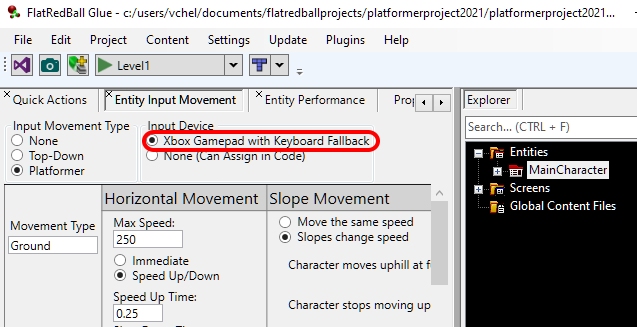 FlatRedBall Glue - c:/users/vchel/documents/flatredballprojects/platformerproject2021/platformerproject2021...
File Edit Project Content Settings Update Plugins Help
Level1
Quick Actions Entity Input Movement Entity Performance
Input Movement Type
None
Top-Down
Platformer
Input Device
Xbox Gamepad with Keyboard Fallback
None (Can Assign in Code)
Movement Type
Ground
Horizontal Movement
Max Speed:
250
Immediate
Speed Up/Down
Speed Up Time:
0.25
Slope Movement
Move the same speed
Slopes change speed
Character moves uphill at
Character stops moving up
Explorer
Search... (CTRL + F)
Entities
MainCharacter
Screens
Global Content Files